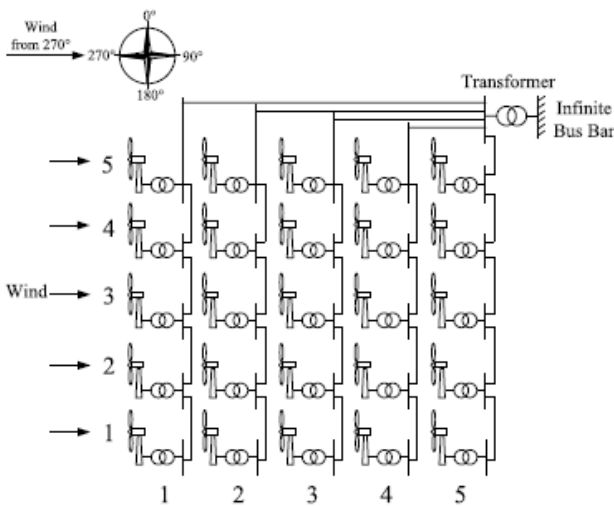 Wind
from 270°
0°
270°
90°
180°
Transformer
Infinite
Bus Bar
5
4
Wind
3
2
1
1
2
3
4
5